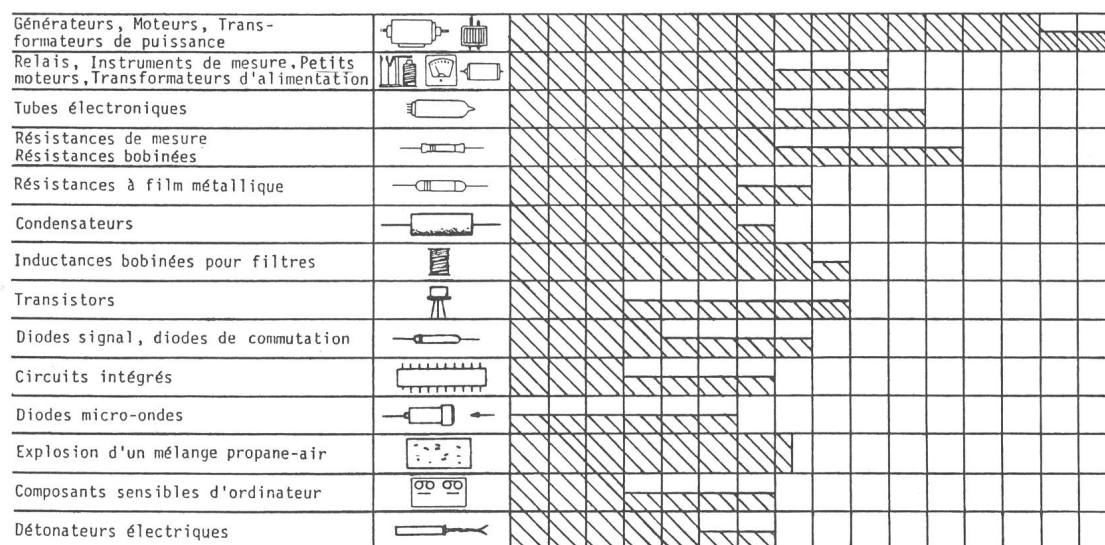 Générateurs, Moteurs, Trans-
formateurs de puissance
Relais, Instruments de mesure, Petits
moteurs, Transformateurs d'alimentation
Tubes électroniques
Résistances de mesure
Résistances bobinées
Résistances à film métallique
Condensateurs
Inductances bobinées pour filtres
Transistors
Diodes signal, diodes de commutation
Circuits intégrés
Diodes micro-ondes
Explosion d'un mélange propane-air
Composants sensibles d'ordinateur
Détonateurs électriques